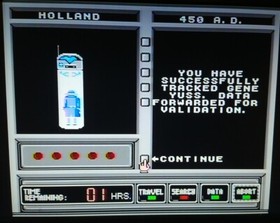 HOLLAND
450 A.D.
YOU HAVE
SUCCESSFULLY
TRACKED GENE
YUSS. DATA
FORWARDED FOR
VALIDATION.
←CONTINUE
TIME
REMAINING: 01 HRS.
TRAVEL
SEARCH
DATA
ABORT